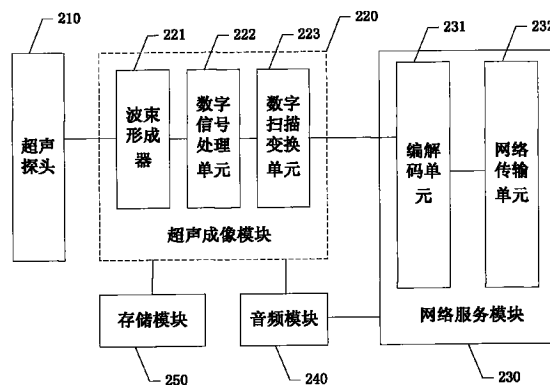 210
221
222
223
220
231
232
超声
探头
波束
形成
器
数字
信号
处理
单元
数字
扫描
变换
单元
编解
码单
元
网络
传输
单元
超声成像模块
存储模块
音频模块
网络服务模块
250
240
230